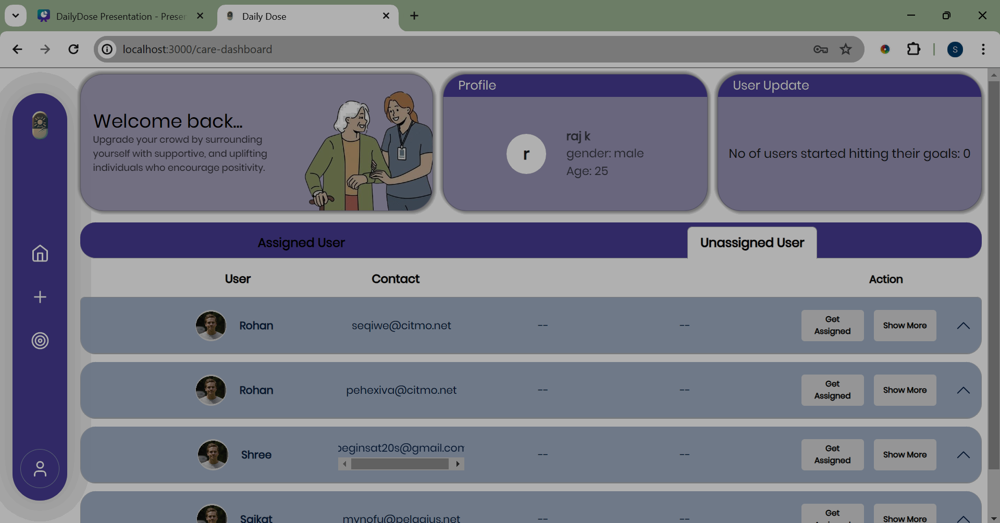 DailyDose Presentation - Preser
Daily Dose
localhost:3000/care-dashboard
S
Welcome back...
Upgrade your crowd by surrounding
yourself with supportive, and uplifting
individuals who encourage positivity.
Profile
r
raj k
gender: male
Age: 25
User Update
No of users started hitting their goals: 0
Assigned User
Unassigned User
User Contact Action
Rohan seqiwe@citmo.net -- -- Get Assigned Show More
Rohan pehexiva@citmo.net -- -- Get Assigned Show More
Shree beginsat20s@gmail.com -- -- Get Assigned Show More
Saikat mynofu@pelagius.net -- -- Get Show More